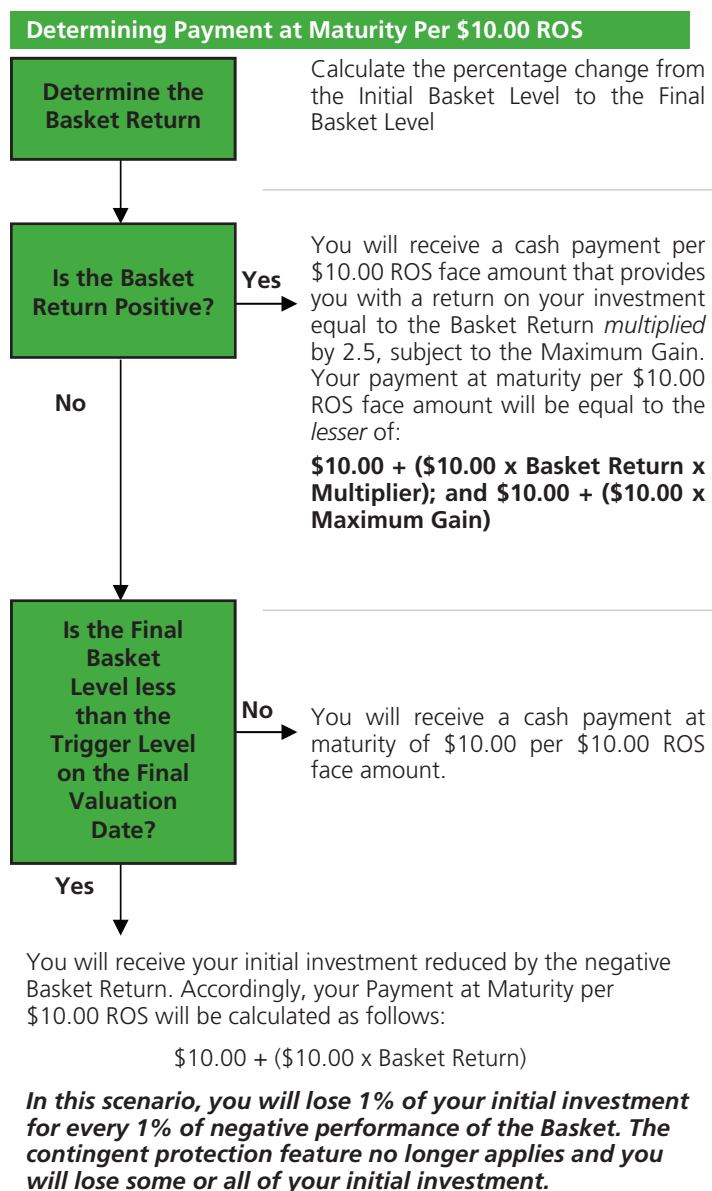 Determining Payment at Maturity Per $10.00 ROS
Determine the
Basket Return
Calculate the percentage change from
the Initial Basket Level to the Final
Basket Level
Is the Basket
Return Positive?
Yes
You will receive a cash payment per
$10.00 ROS face amount that provides
you with a return on your investment
equal to the Basket Return multiplied
by 2.5, subject to the Maximum Gain.
Your payment at maturity per $10.00
ROS face amount will be equal to the
lesser of:
$10.00 + ($10.00 x Basket Return x
Multiplier); and $10.00 + ($10.00 x
Maximum Gain)
No
Is the Final
Basket
Level less
than the
Trigger Level
on the Final
Valuation
Date?
No
You will receive a cash payment at
maturity of $10.00 per $10.00 ROS
face amount.
Yes
You will receive your initial investment reduced by the negative
Basket Return. Accordingly, your Payment at Maturity per
$10.00 ROS will be calculated as follows:
$10.00 + ($10.00 x Basket Return)
In this scenario, you will lose 1% of your initial investment
for every 1% of negative performance of the Basket. The
contingent protection feature no longer applies and you
will lose some or all of your initial investment.